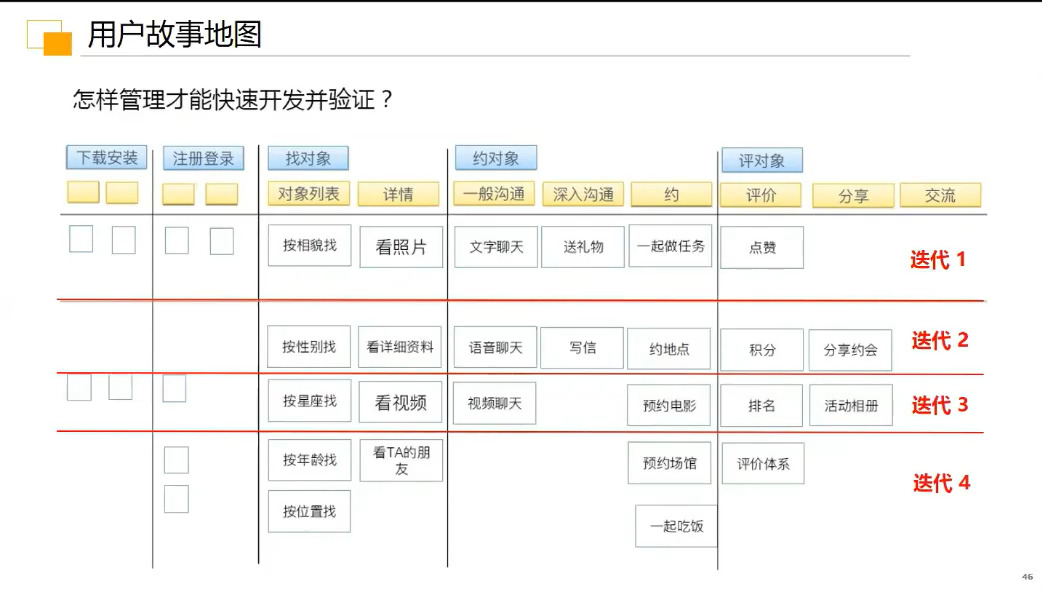 用户故事地图
怎样管理才能快速开发并验证？
下载安装 注册登录 找对象 约对象 评对象
对象列表 详情 一般沟通 深入沟通 约 评价 分享 交流
按相貌找 看照片 文字聊天 送礼物 一起做任务 点赞 迭代 1
按性别找 看详细资料 语音聊天 写信 约地点 积分 分享约会 迭代 2
按星座找 看视频 视频聊天 预约电影 排名 活动相册 迭代 3
按年龄找 看TA的朋
友 预约场馆 评价体系 迭代 4
按位置找 一起吃饭
46